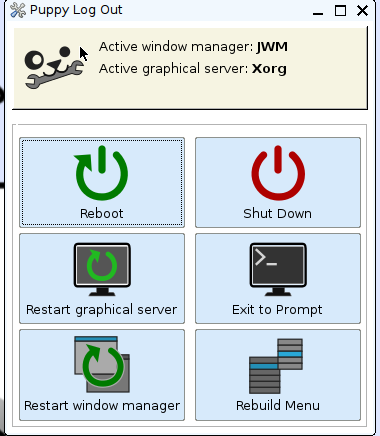 Puppy Log Out
Active window manager: JWM
Active graphical server: Xorg
Reboot
Shut Down
>_
Restart graphical server
Exit to Prompt
Restart window manager
Rebuild Menu